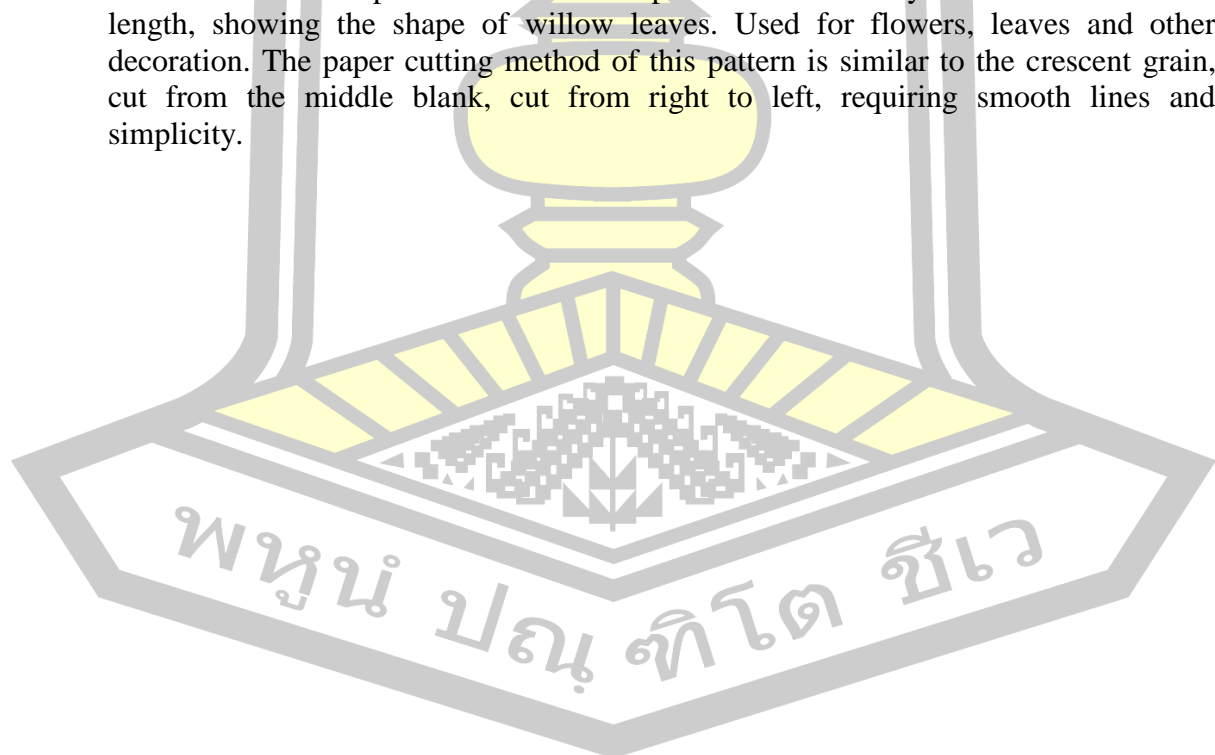 length, showing the shape of willow leaves. Used for flowers, leaves and other
decoration. The paper cutting method of this pattern is similar to the crescent grain,
cut from the middle blank, cut from right to left, requiring smooth lines and
simplicity.
พหูนํ ปณฺฑิโต ชีเว